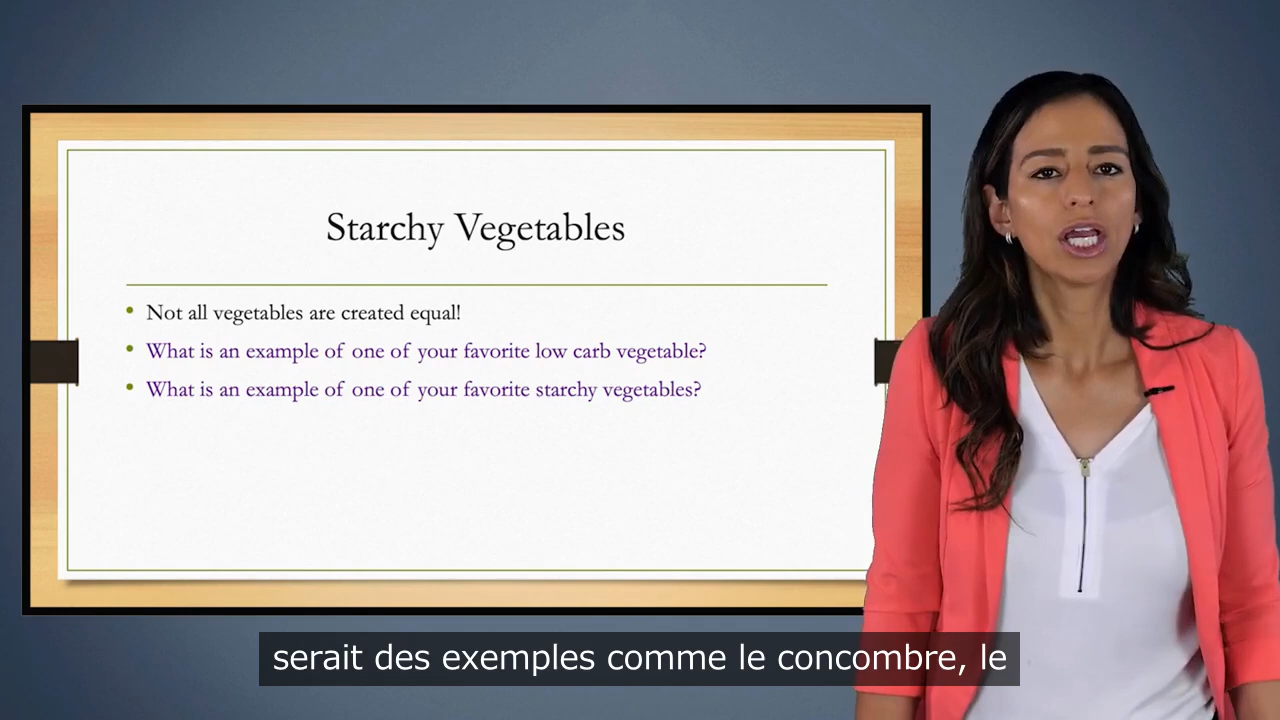 Starchy Vegetables
Not all vegetables are created equal!
What is an example of one of your favorite low carb vegetable?
What is an example of one of your favorite starchy vegetables?
serait des exemples comme le concombre, le